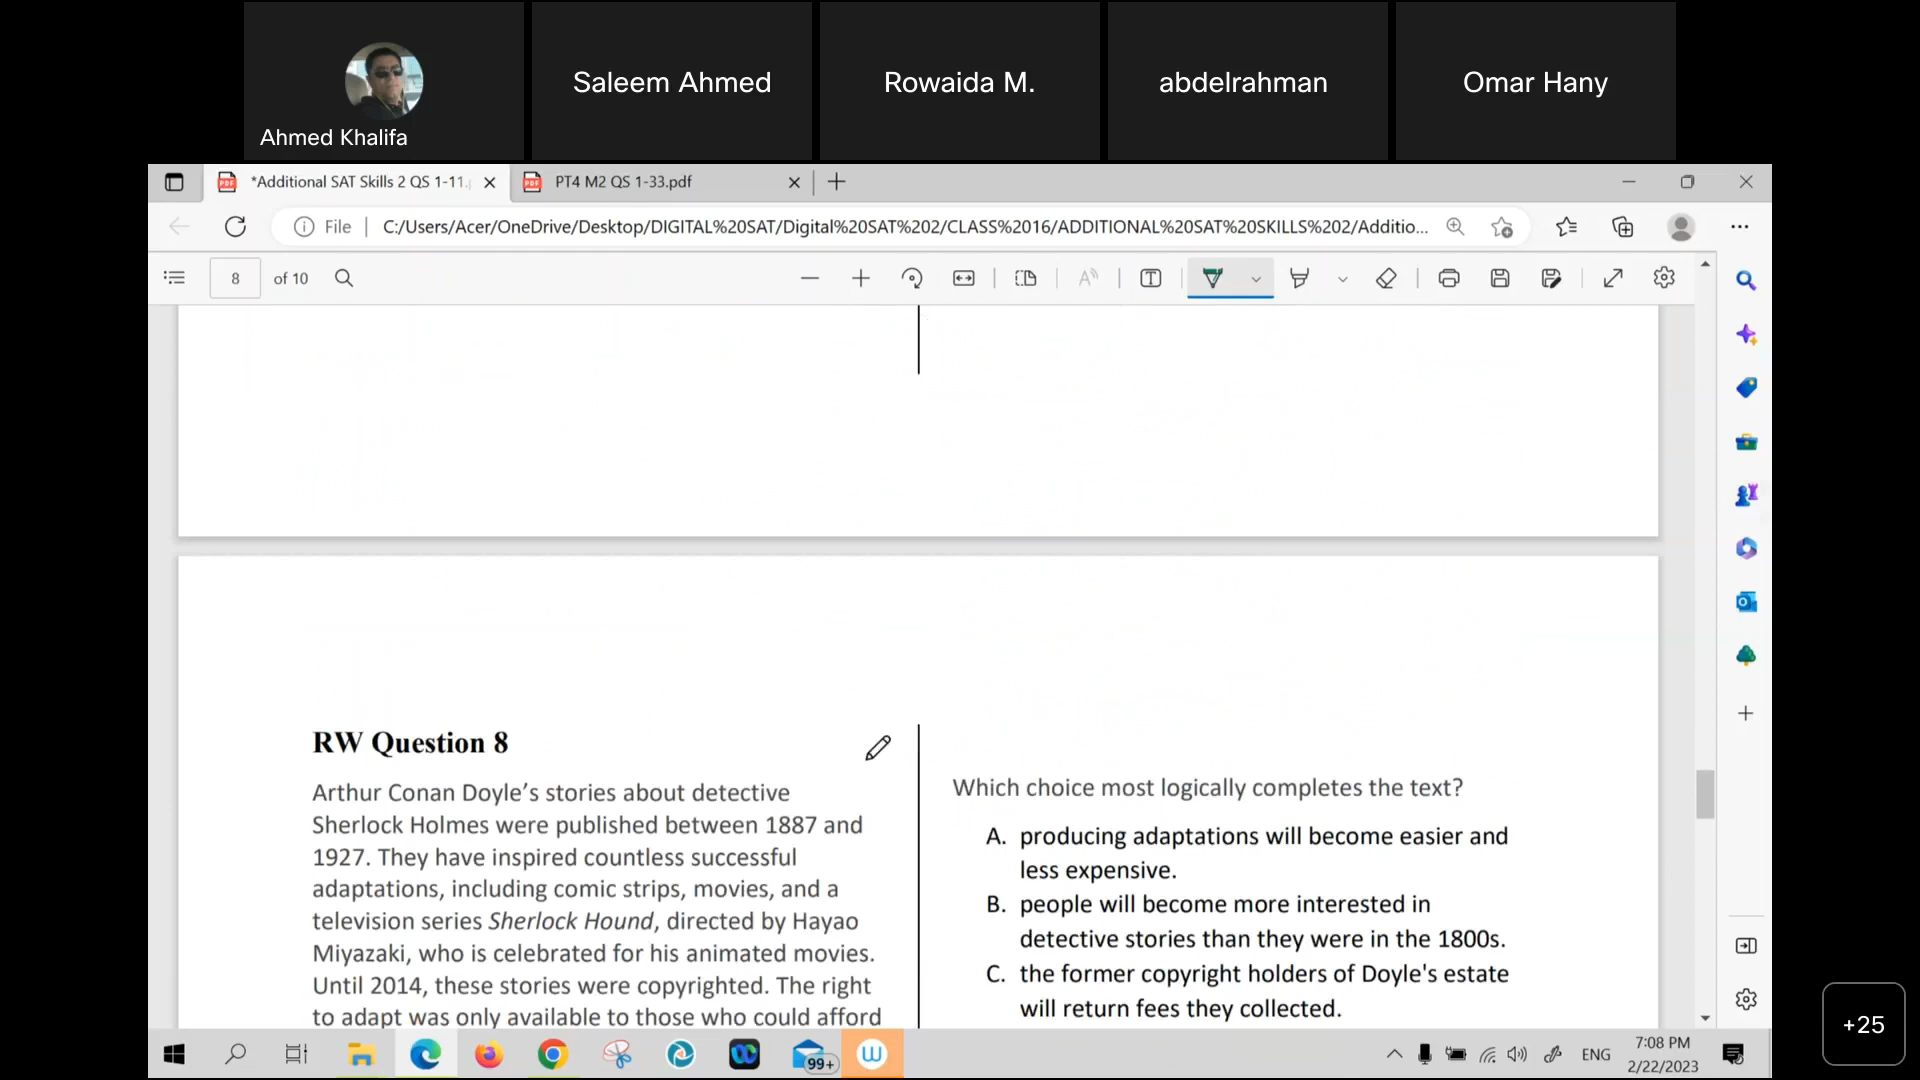 Ahmed Khalifa
Saleem Ahmed
Rowaida M.
abdelrahman
Omar Hany
*Additional SAT Skills 2 QS 1-11.
PT4 M2 QS 1-33.pdf
File
C:/Users/Acer/OneDrive/Desktop/DIGITAL%20SAT/Digital%20SAT%202/CLASS%2016/ADDITIONAL%20SAT%20SKILLS%202/Additio...
8 of 10
RW Question 8
Arthur Conan Doyle's stories about detective
Sherlock Holmes were published between 1887 and
1927. They have inspired countless successful
adaptations, including comic strips, movies, and a
television series Sherlock Hound, directed by Hayao
Miyazaki, who is celebrated for his animated movies.
Until 2014, these stories were copyrighted. The right
to adapt was only available to those who could afford
Which choice most logically completes the text?
A. producing adaptations will become easier and
less expensive.
B. people will become more interested in
detective stories than they were in the 1800s.
C. the former copyright holders of Doyle's estate
will return fees they collected.
+25
99+
ENG
7:08 PM
2/22/2023